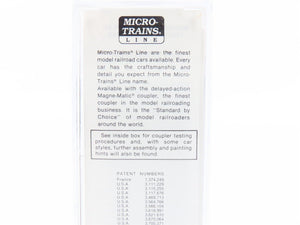 MICRO-
TRAINS®
LINE
Micro-Trains® Line are the finest
model railroad cars available. Every
car has the craftsmanship and
detail you expect from the Micro-
Trains® Line name.
Available with the delayed-action
Magne-Matic® coupler, the finest
coupler in the model railroading
business. It is the "Standard by
Choice" of model railroaders
around the world.
See inside box for coupler testing
procedures and, with some car
styles, further assembly and painting
hints will also be found.
PATENT NUMBERS
France
U.S.A.
U.S.A.
U.S.A.
U.S.A.
U.S.A.
U.S.A.
U.S.A.
U.S.A.
U.S.A.
U.S.A.